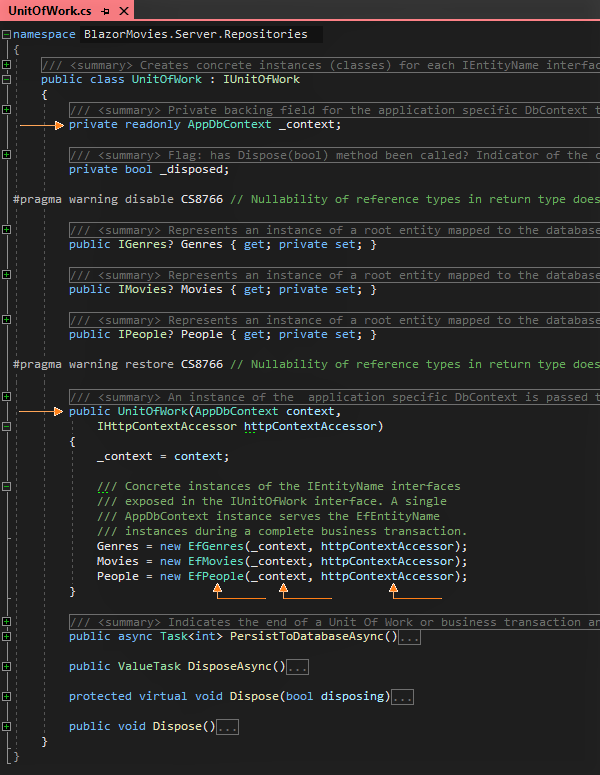 UnitOfWork.cs
namespace BlazorMovies.Server.Repositories
{
/// <summary> Creates concrete instances (classes) for each IEntityName interfac
public class UnitOfWork : IUnitOfWork
{
/// <summary> Private backing field for the application specific DbContext t
private readonly AppDbContext _context;
/// <summary> Flag: has Dispose(bool) method been called? Indicator of the c
private bool _disposed;
#pragma warning disable CS8766 // Nullability of reference types in return type does
/// <summary> Represents an instance of a root entity mapped to the database
public IGenres? Genres { get; private set; }
/// <summary> Represents an instance of a root entity mapped to the database
public IMovies? Movies { get; private set; }
/// <summary> Represents an instance of a root entity mapped to the database
public IPeople? People { get; private set; }
#pragma warning restore CS8766 // Nullability of reference types in return type does
/// <summary> An instance of the  application specific DbContext is passed t
public UnitOfWork(AppDbContext context,
IHttpContextAccessor httpContextAccessor)
{
_context = context;
/// Concrete instances of the IEntityName interfaces
/// exposed in the IUnitOfWork interface. A single
/// AppDbContext instance serves the EfEntityName
/// instances during a complete business transaction.
Genres = new EfGenres(_context, httpContextAccessor);
Movies = new EfMovies(_context, httpContextAccessor);
People = new EfPeople(_context, httpContextAccessor);
}
/// <summary> Indicates the end of a Unit Of Work or business transaction an
public async Task<int> PersistToDatabaseAsync()...
public ValueTask DisposeAsync()...
protected virtual void Dispose(bool disposing)...
public void Dispose()...
}
}